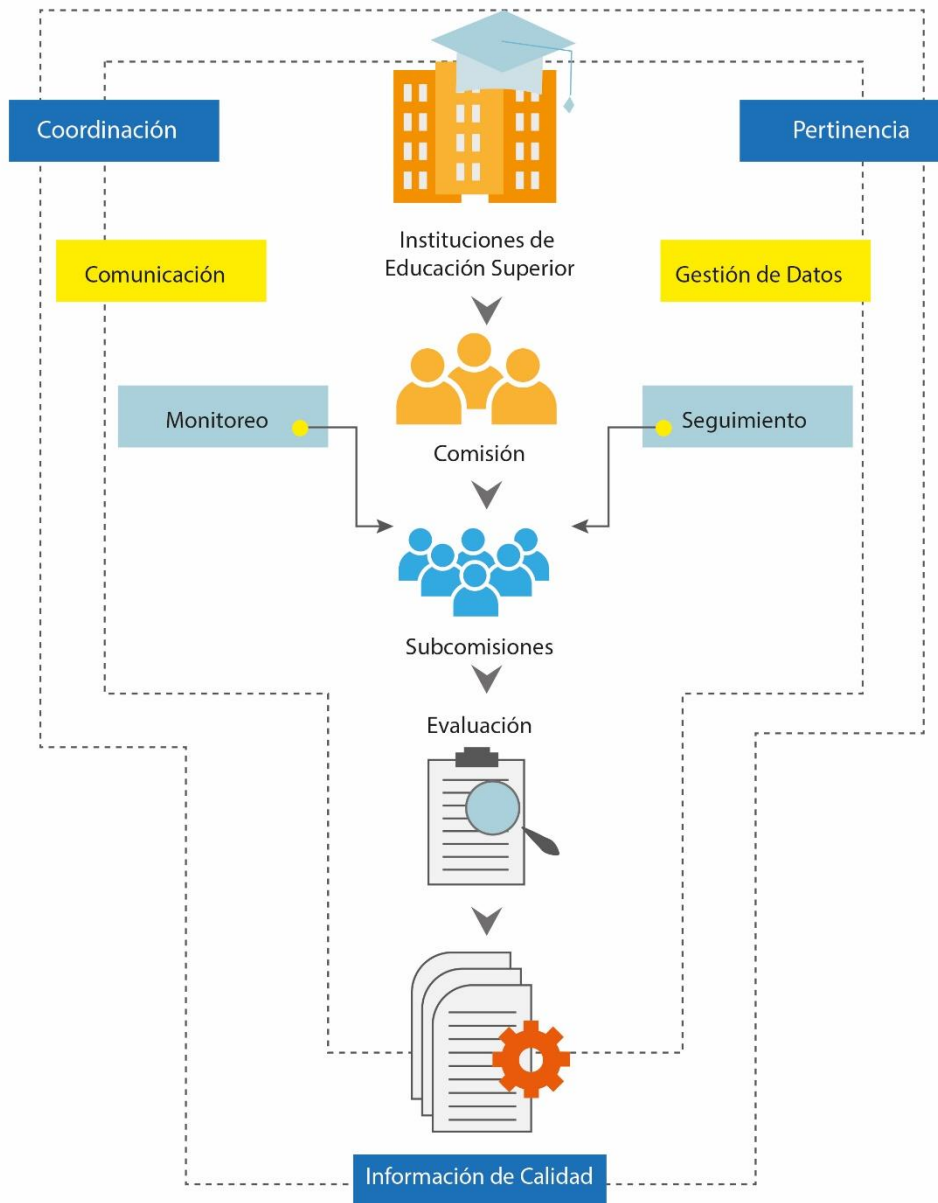 Coordinación
Pertinencia
Instituciones de
Educación Superior
Comunicación
Gestión de Datos
Monitoreo
Seguimiento
Comisión
Subcomisiones
Evaluación
Información de Calidad